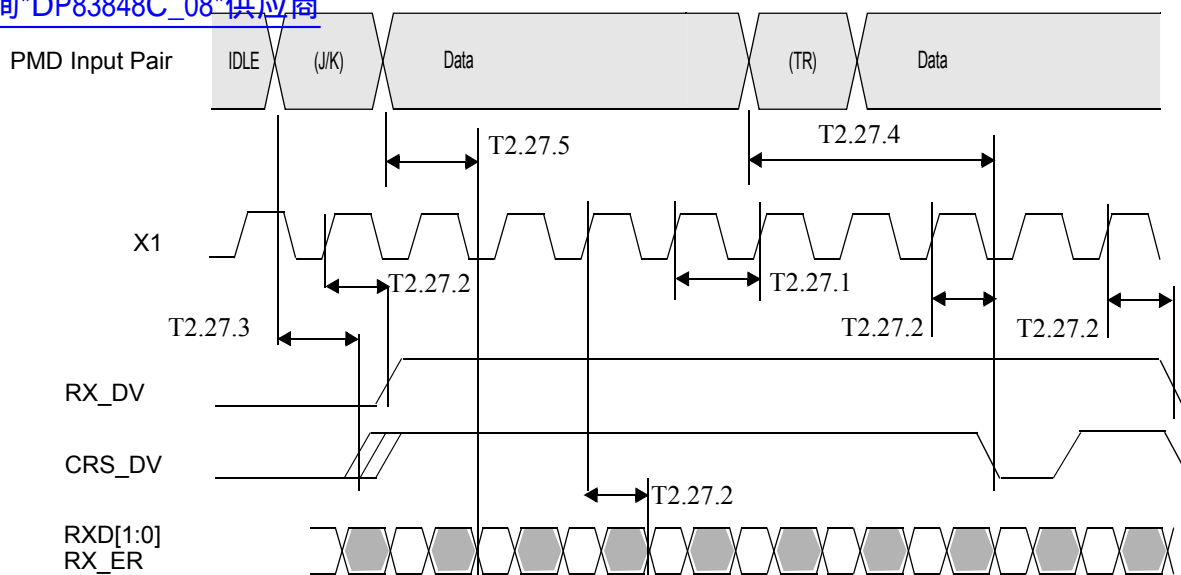 询"DP83848C_08"供应商
PMD Input Pair
IDLE
(J/K)
Data
(TR)
Data
T2.27.5
T2.27.4
X1
T2.27.2
T2.27.1
T2.27.3
T2.27.2
T2.27.2
RX_DV
CRS_DV
T2.27.2
RXD[1:0]
RX_ER